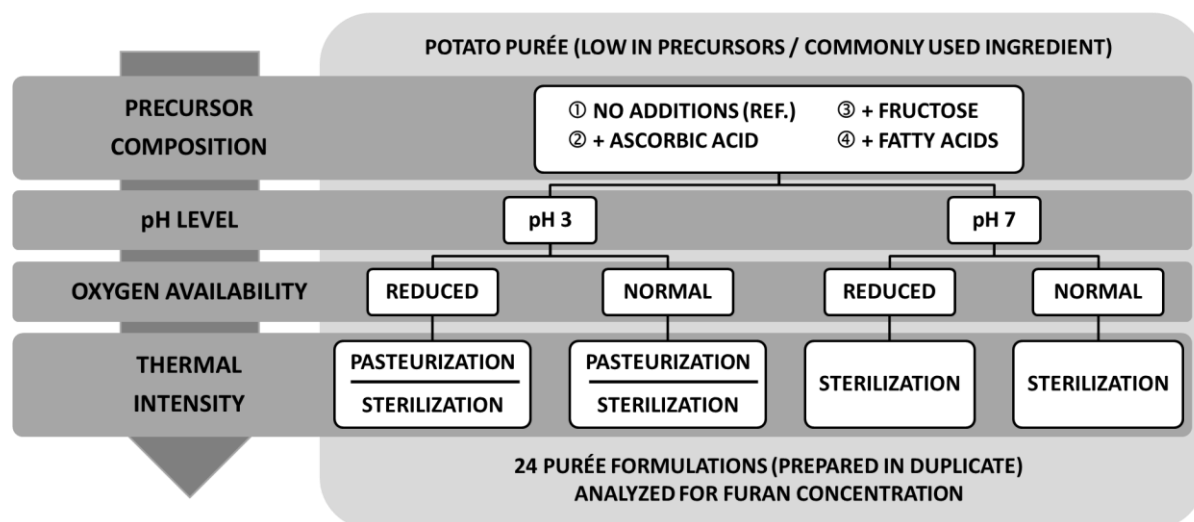 POTATO PURÉE (LOW IN PRECURSORS / COMMONLY USED INGREDIENT)
PRECURSOR
COMPOSITION
① NO ADDITIONS (REF.)
② + ASCORBIC ACID
③ + FRUCTOSE
④ + FATTY ACIDS
pH LEVEL
pH 3
pH 7
OXYGEN AVAILABILITY
REDUCED
NORMAL
REDUCED
NORMAL
THERMAL
INTENSITY
PASTEURIZATION
STERILIZATION
PASTEURIZATION
STERILIZATION
STERILIZATION
STERILIZATION
24 PURÉE FORMULATIONS (PREPARED IN DUPLICATE)
ANALYZED FOR FURAN CONCENTRATION